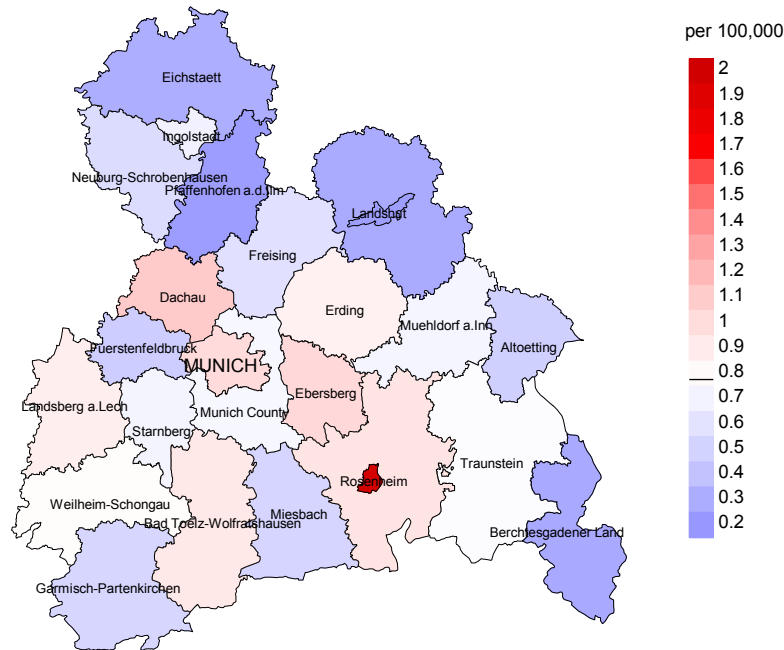 per 100,000
2
1.9
1.8
1.7
1.6
1.5
1.4
1.3
1.2
1.1
1
0.9
0.8
0.7
0.6
0.5
0.4
0.3
0.2
Eichstaett
Ingolstadt
Neuburg-Schrobenhausen
Pfaffenhofen a.d.Ilm
Landshut
Freising
Dachau
Erding
Muehldorf a.Inn
Altoetting
Fuerstenfeldbruck
MUNICH
Ebersberg
Landsberg a.Lech
Munich County
Starnberg
Traunstein
Rosenheim
Weilheim-Schongau
Miesbach
Bad Toelz-Wolfratshausen
Berchtesgadener Land
Garmisch-Partenkirchen